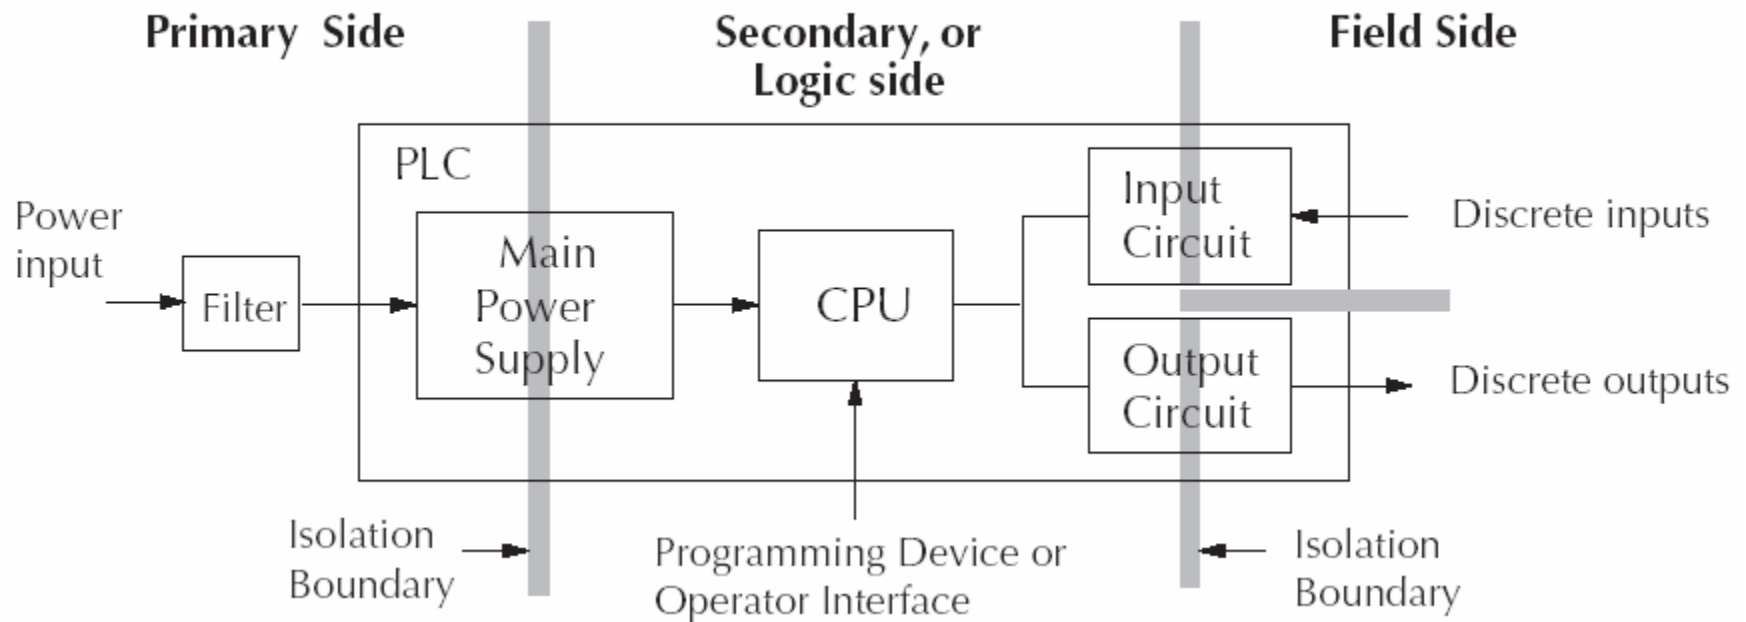 Primary Side
Secondary, or
Logic side
Field Side
PLC
Power
input
Filter
Main
Power
Supply
CPU
Input
Circuit
Discrete inputs
Output
Circuit
Discrete outputs
Isolation
Boundary
Programming Device or
Operator Interface
Isolation
Boundary